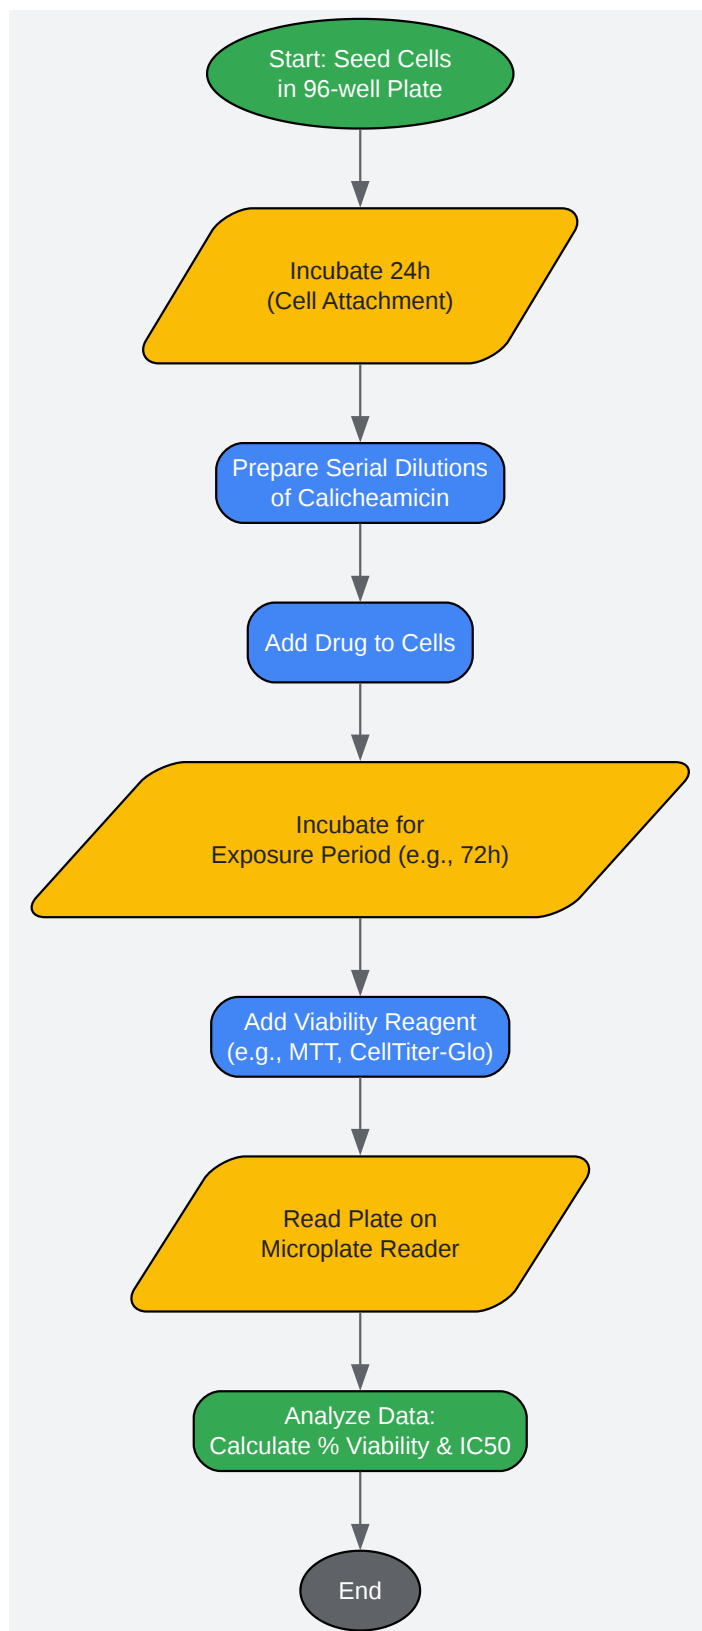 Start: Seed Cells
in 96-well Plate
Incubate 24h
(Cell Attachment)
Prepare Serial Dilutions
of Calicheamicin
Add Drug to Cells
Incubate for
Exposure Period (e.g., 72h)
Add Viability Reagent
(e.g., MTT, CellTiter-Glo)
Read Plate on
Microplate Reader
Analyze Data:
Calculate % Viability & IC50
End